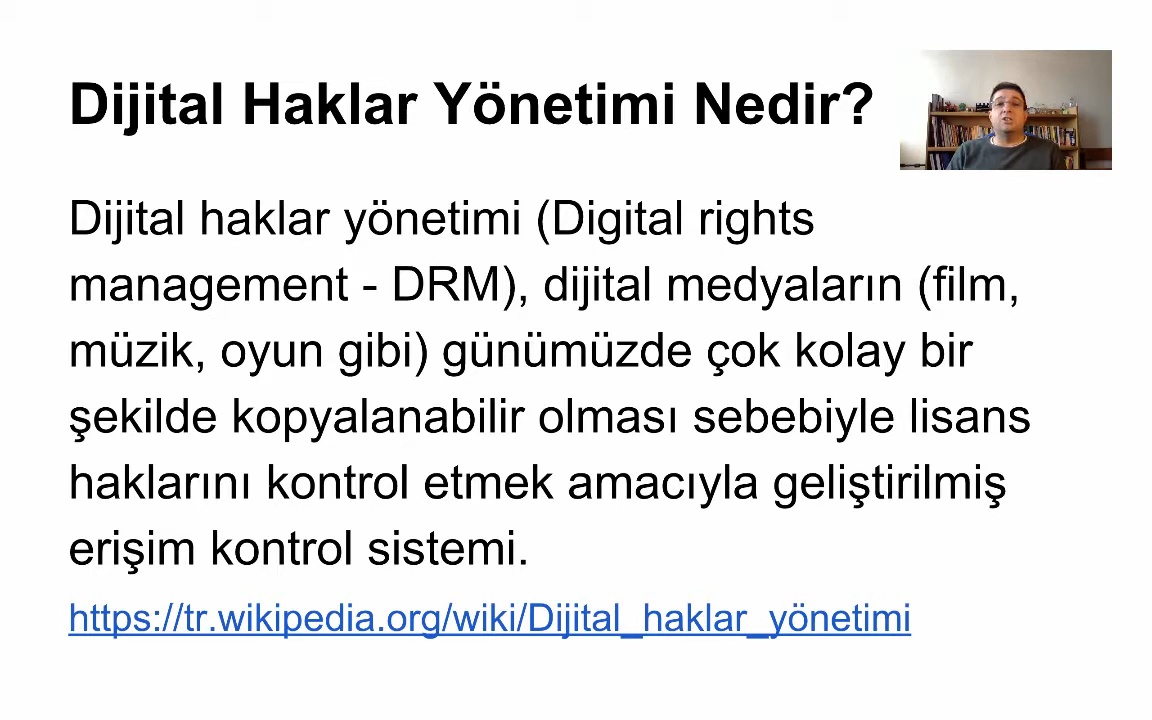 Dijital Haklar Yönetimi Nedir?
Dijital haklar yönetimi (Digital rights
management - DRM), dijital medyaların (film,
müzik, oyun gibi) günümüzde çok kolay bir
şekilde kopyalanabilir olması sebebiyle lisans
haklarını kontrol etmek amacıyla geliştirilmiş
erişim kontrol sistemi.
https://tr.wikipedia.org/wiki/Dijital_haklar_yönetimi